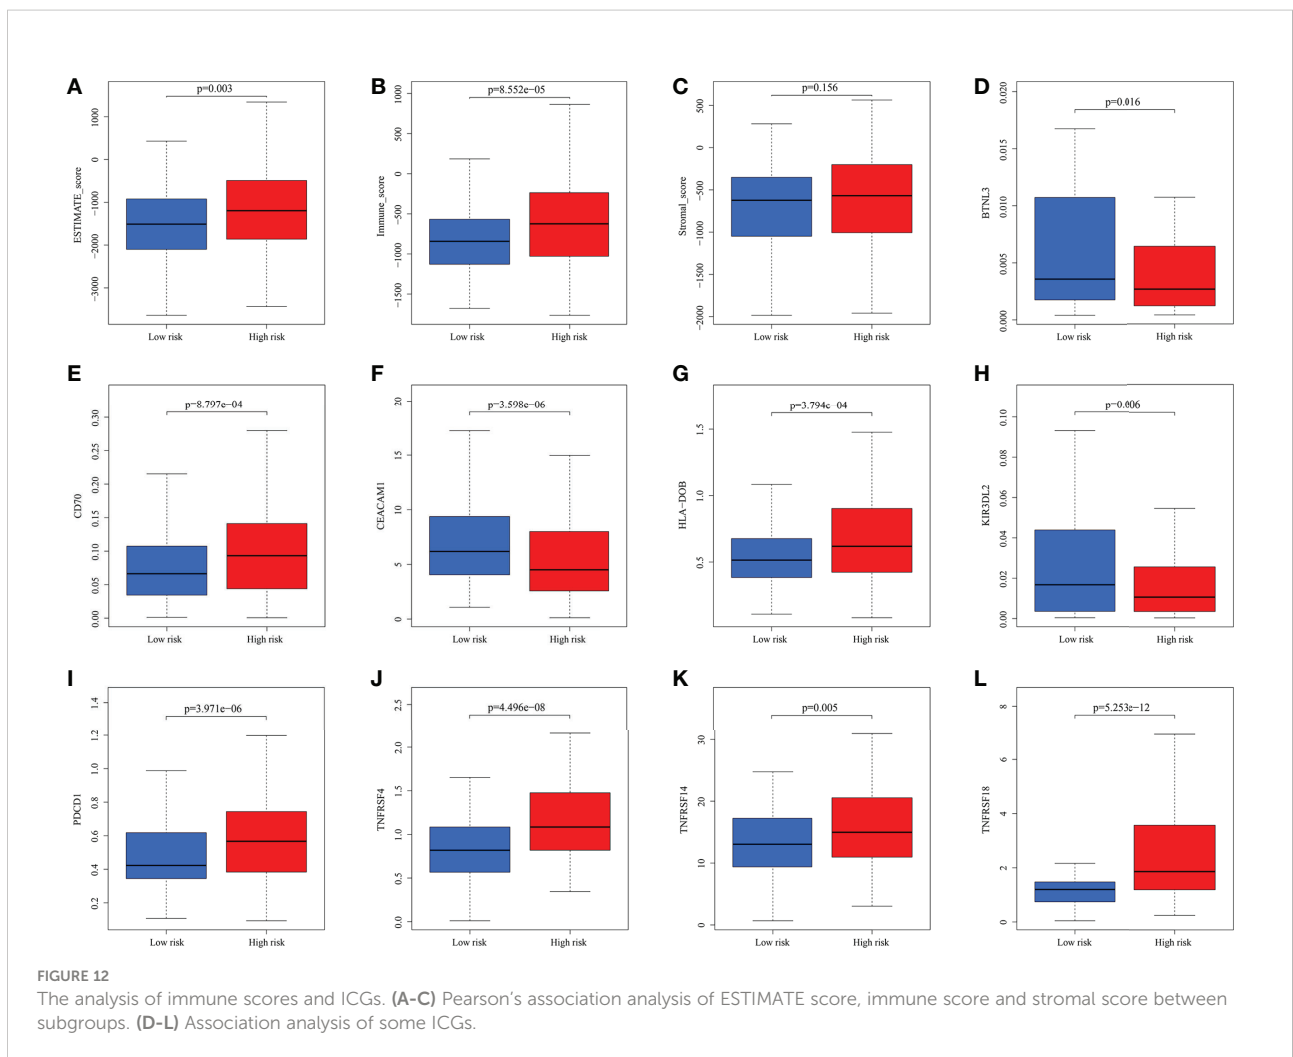 A
p=0.003
ESTIMATE_score
1000
0
−1000
−2000
−3000
Low risk
High risk
B
p=8.552e−05
Immune_score
1000
500
0
−500
−1000
−1500
Low risk
High risk
C
p=0.156
Stromal_score
500
0
−500
−1000
−1500
−2000
Low risk
High risk
D
p=0.016
BTNL3
0.020
0.015
0.010
0.005
0.000
Low risk
High risk
E
p=8.797e−04
CD70
0.30
0.25
0.20
0.15
0.10
0.05
0.00
Low risk
High risk
F
p=3.598e−06
CEACAM1
20
15
10
5
0
Low risk
High risk
G
p=3.794e−04
HLA−DOB
1.5
1.0
0.5
Low risk
High risk
H
p=0.006
KIR3DL2
0.10
0.08
0.06
0.04
0.02
0.00
Low risk
High risk
I
p=3.971e−06
PDCD1
1.4
1.2
1.0
0.8
0.6
0.4
0.2
Low risk
High risk
J
p=4.496e−08
TNFRSF4
2.5
2.0
1.5
1.0
0.5
0.0
Low risk
High risk
K
p=0.005
TNFRSF14
30
20
10
0
Low risk
High risk
L
p=5.253e−12
TNFRSF18
8
6
4
2
0
Low risk
High risk
FIGURE 12
The analysis of immune scores and ICGs. (A-C) Pearson's association analysis of ESTIMATE score, immune score and stromal score between
subgroups. (D-L) Association analysis of some ICGs.